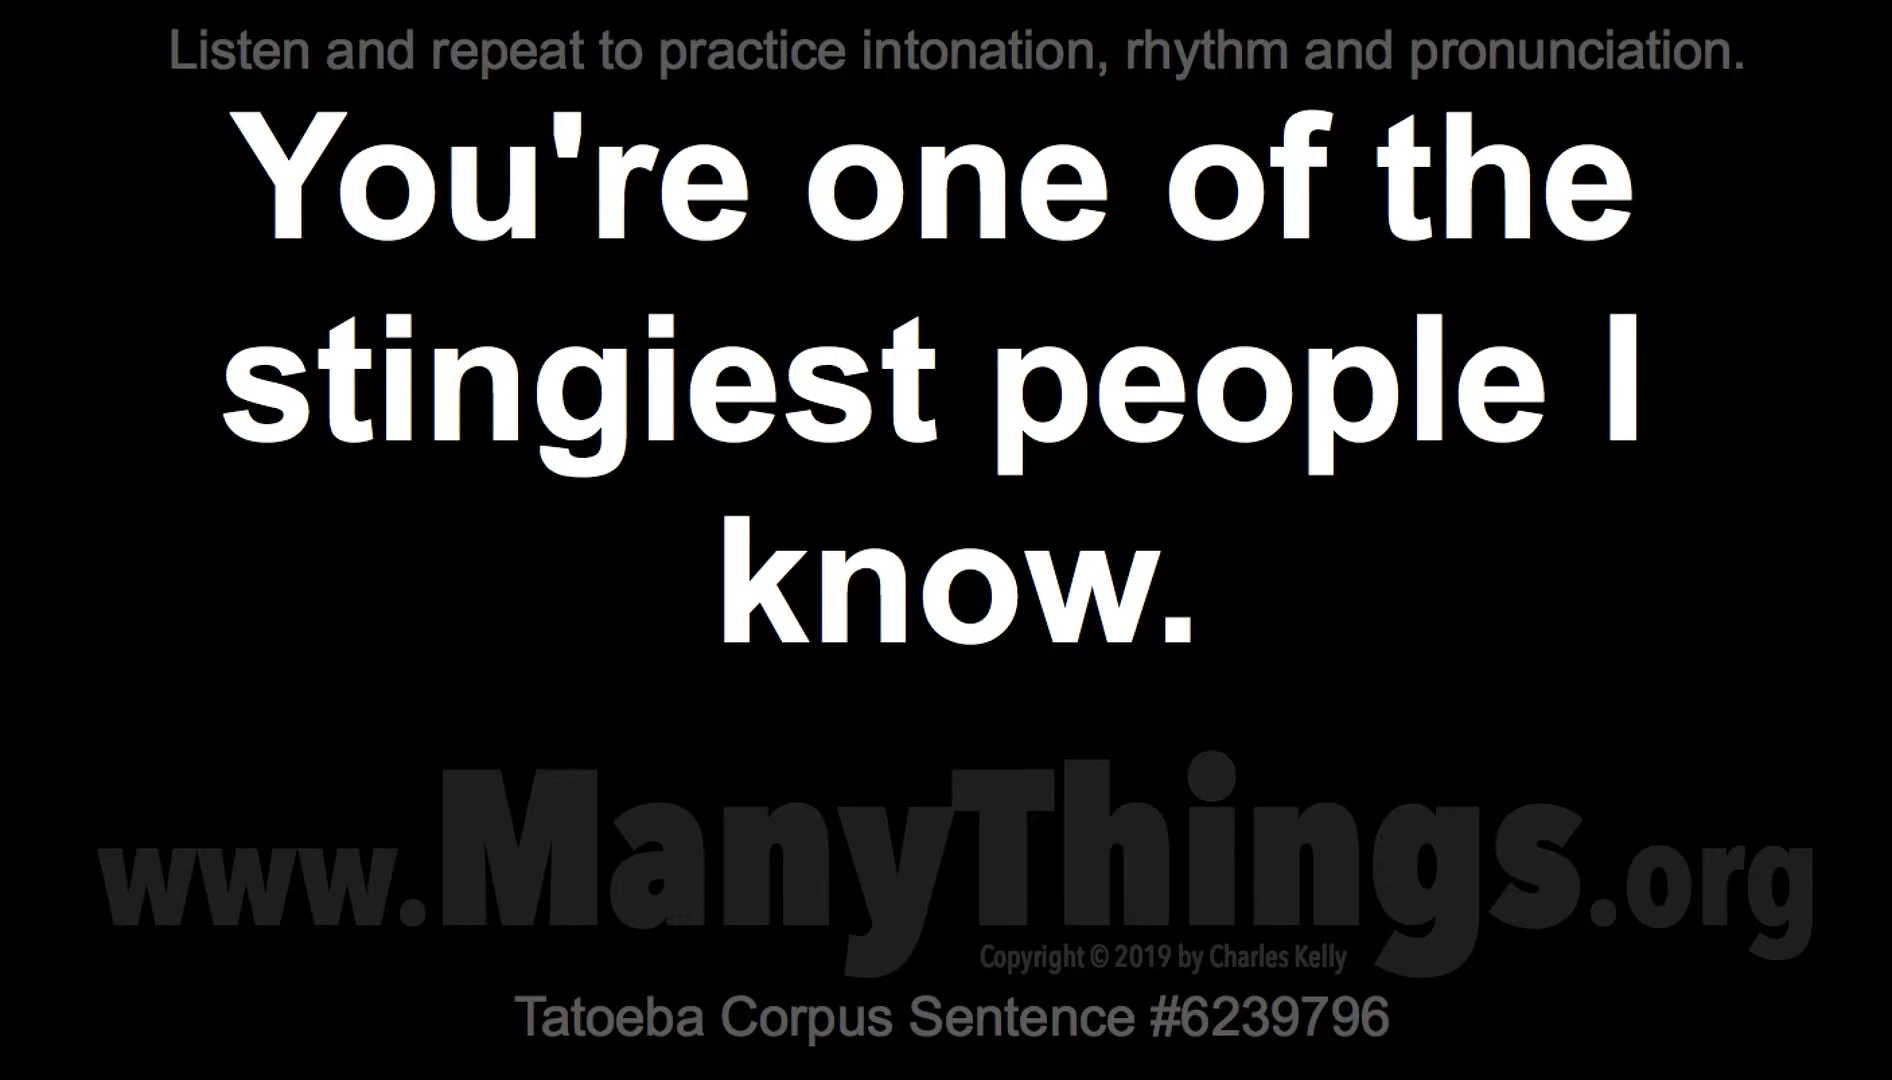 Listen and repeat to practice intonation, rhythm and pronunciation.
You're one of the
stingiest people I
know.
www.ManyThings.org
Copyright © 2019 by Charles Kelly
Tatoeba Corpus Sentence #6239796